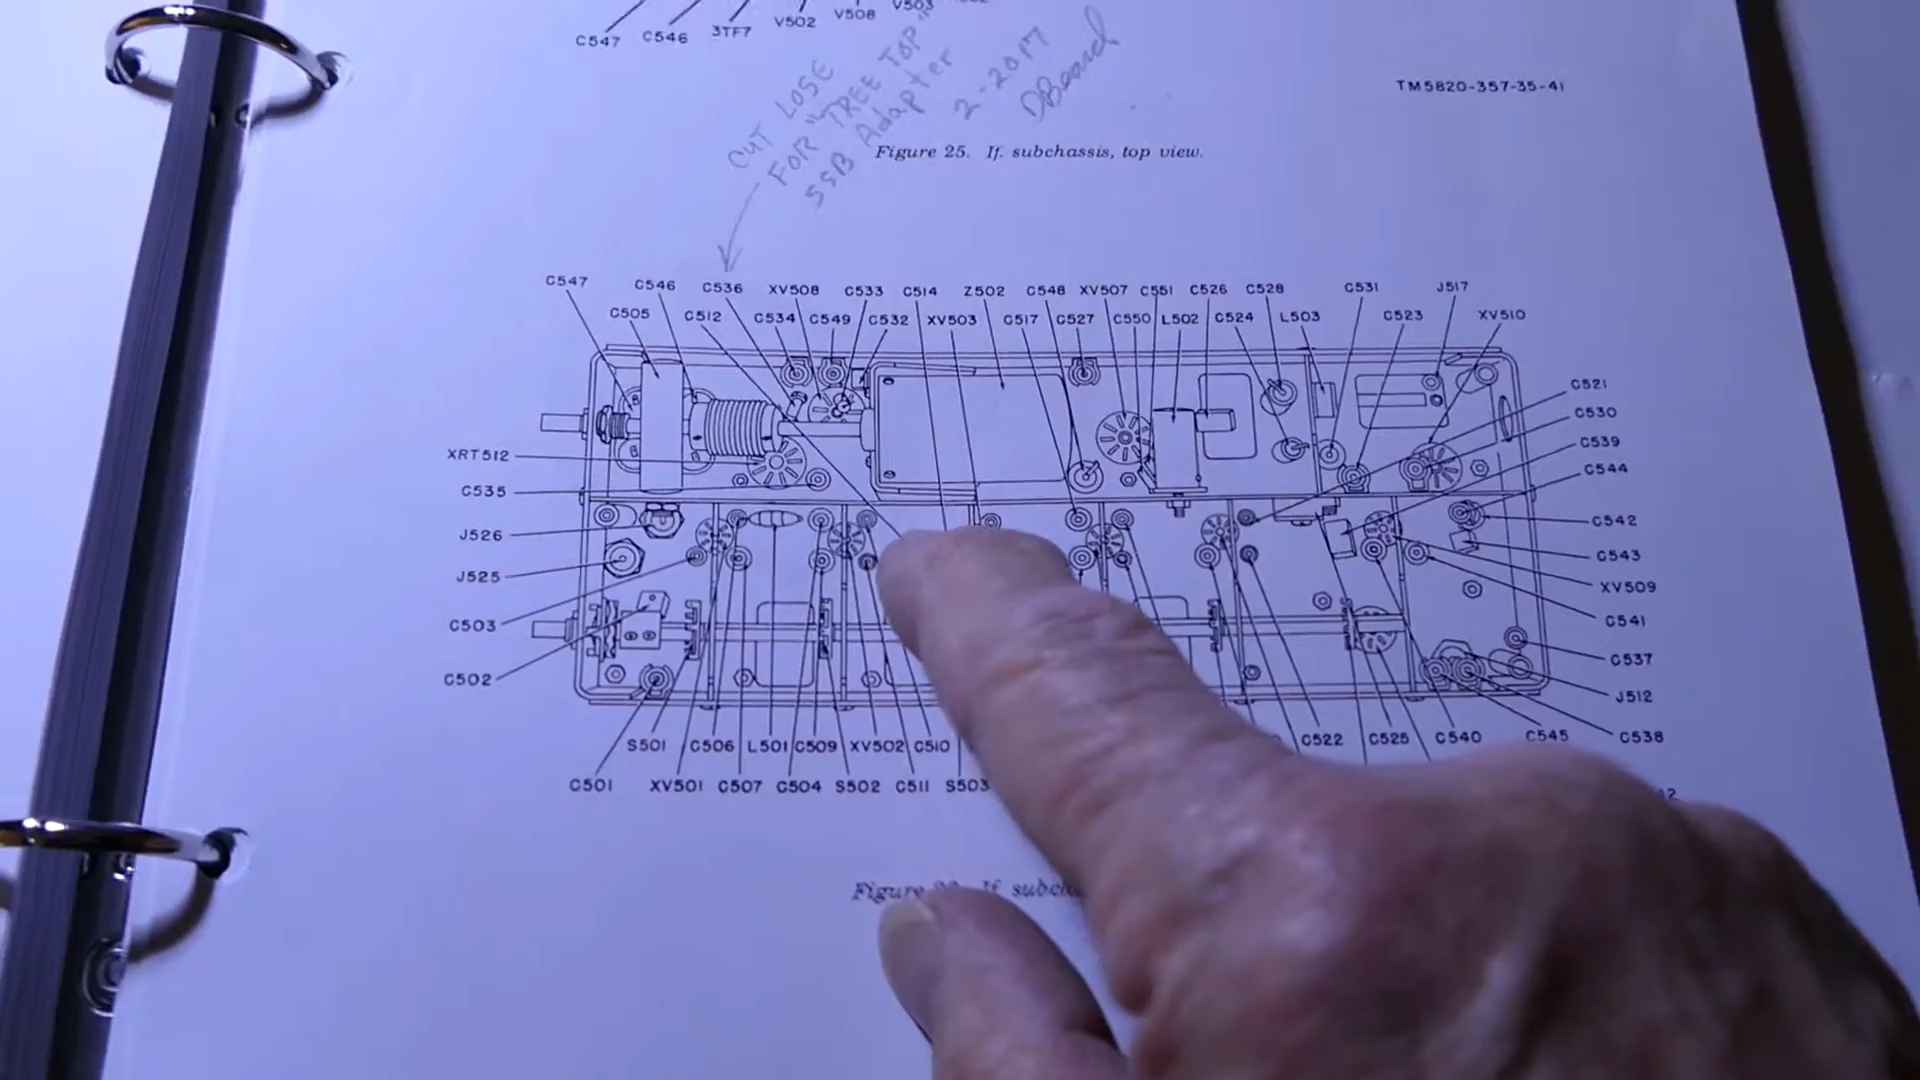 C547 C546 3TF7 V502 V508 V503
TM5820-357-35-41
CUT LOSE
FOR "TREE TOP"
SSB Adapter
2-2017
DBeard
Figure 25. If. subchassis, top view.
C547 C546 C536 XV508 C533 C514 Z502 C548 XV507 C551 C526 C528 C531 J517
C505 C512 C534 C549 C532 XV503 C517 C527 C550 L502 C524 L503 C523 XV510
C521
C530
C539
C544
C542
C543
XV509
C541
C537
J512
C538
XRT512
C535
J526
J525
C503
C502
S501 C506 L501 C509 XV502 C510 C522 C525 C540 C545
C501 XV501 C507 C504 S502 C511 S503
Figure If subch